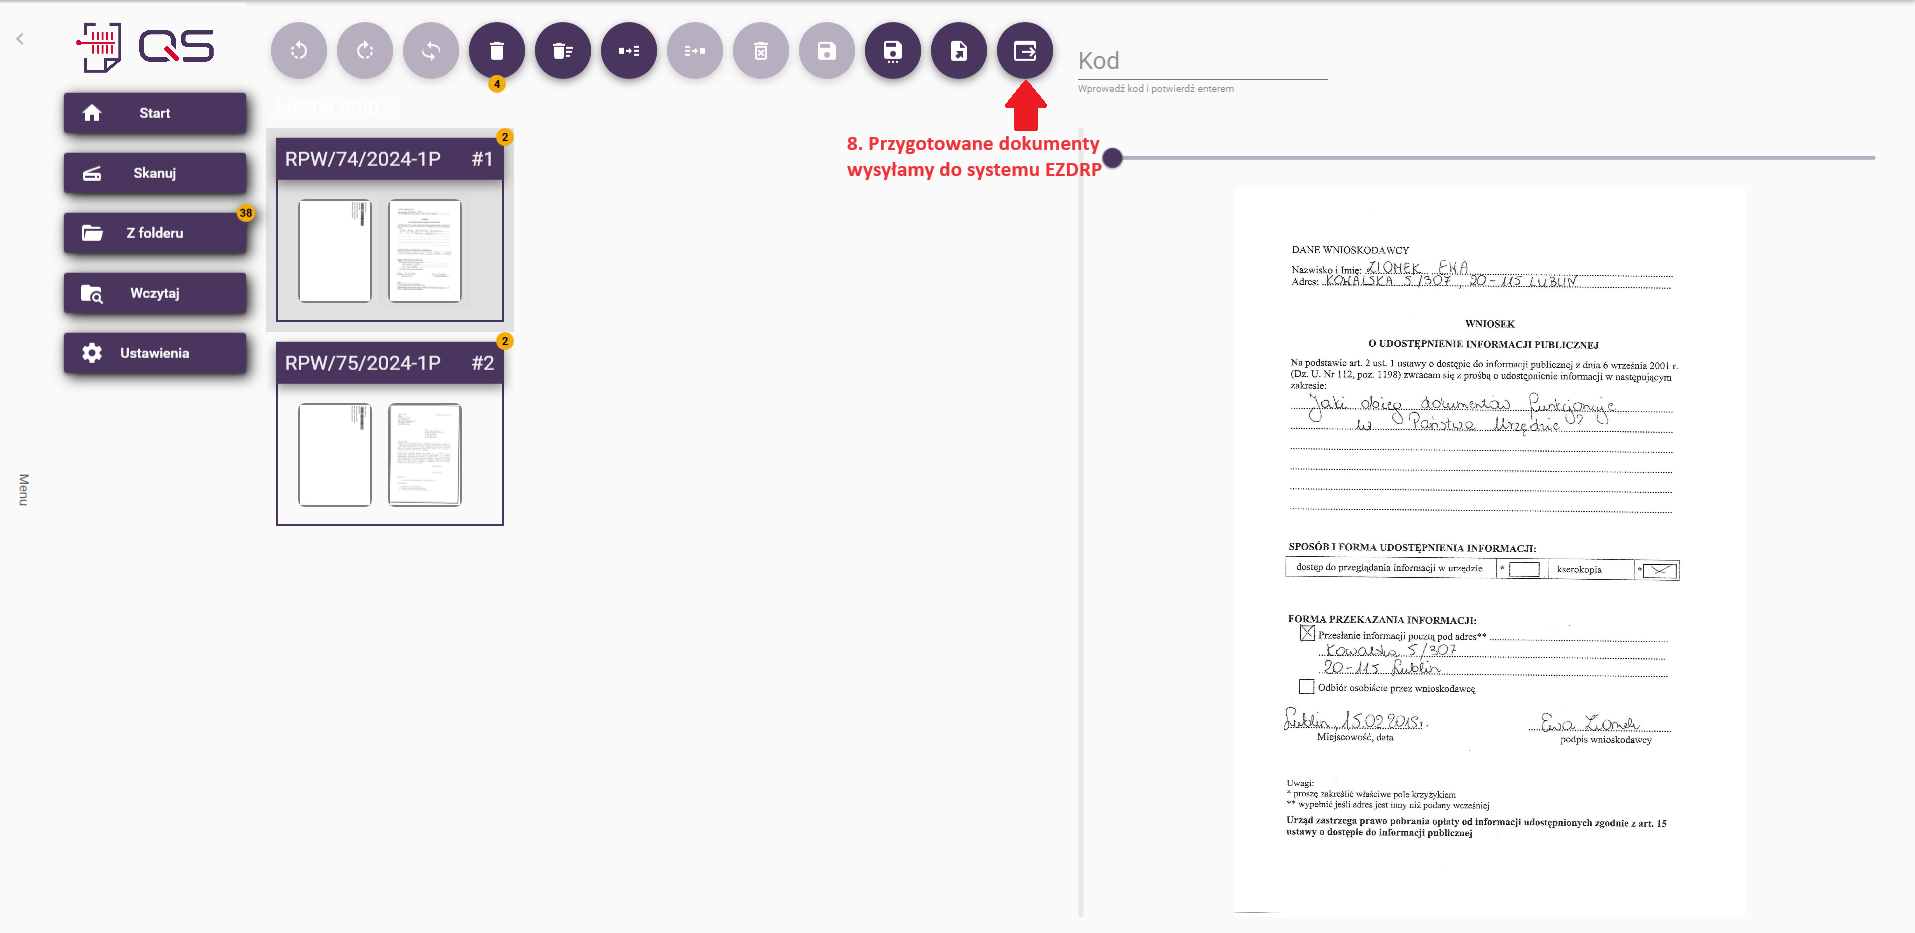 QS
4
Kod
Wprowadź kod i potwierdź enterem
Start
Skanuj
38
Z folderu
Wczytaj
Ustawienia
Menu
Liczba grup: 2
2
RPW/74/2024-1P #1
2
RPW/75/2024-1P #2
8. Przygotowane dokumenty
wysyłamy do systemu EZDRP
DANE WNIOSKODAWCY
Nazwisko i Imię: ZIOMEK EWA
Adres: KOWALSKA 5/307, 20-115 LUBLIN
WNIOSEK
O UDOSTĘPNIENIE INFORMACJI PUBLICZNEJ
Na podstawie art. 2 ust. 1 ustawy o dostępie do informacji publicznej z dnia 6 września 2001 r.
(Dz. U. Nr 112, poz. 1198) zwracam się z prośbą o udostępnienie informacji w następującym
zakresie:
Jaki obieg dokumentów funkcjonuje
w Państwa Urzędzie?
SPOSÓB I FORMA UDOSTĘPNIENIA INFORMACJI:
dostęp do przeglądania informacji w urzędzie * kserokopia *
FORMA PRZEKAZANIA INFORMACJI:
Przesłanie informacji pocztą pod adres**
Kowalska 5/307
20-115 Lublin
Odbiór osobiście przez wnioskodawcę
Lublin, 15.02.2019r. Ewa Ziomek
Miejscowość, data podpis wnioskodawcy
Uwagi:
* proszę zakreślić właściwe pole krzyżykiem
** wypełnić jeśli adres jest inny niż podany wcześniej
Urząd zastrzega prawo pobrania opłaty od informacji udostępnionych zgodnie z art. 15
ustawy o dostępie do informacji publicznej